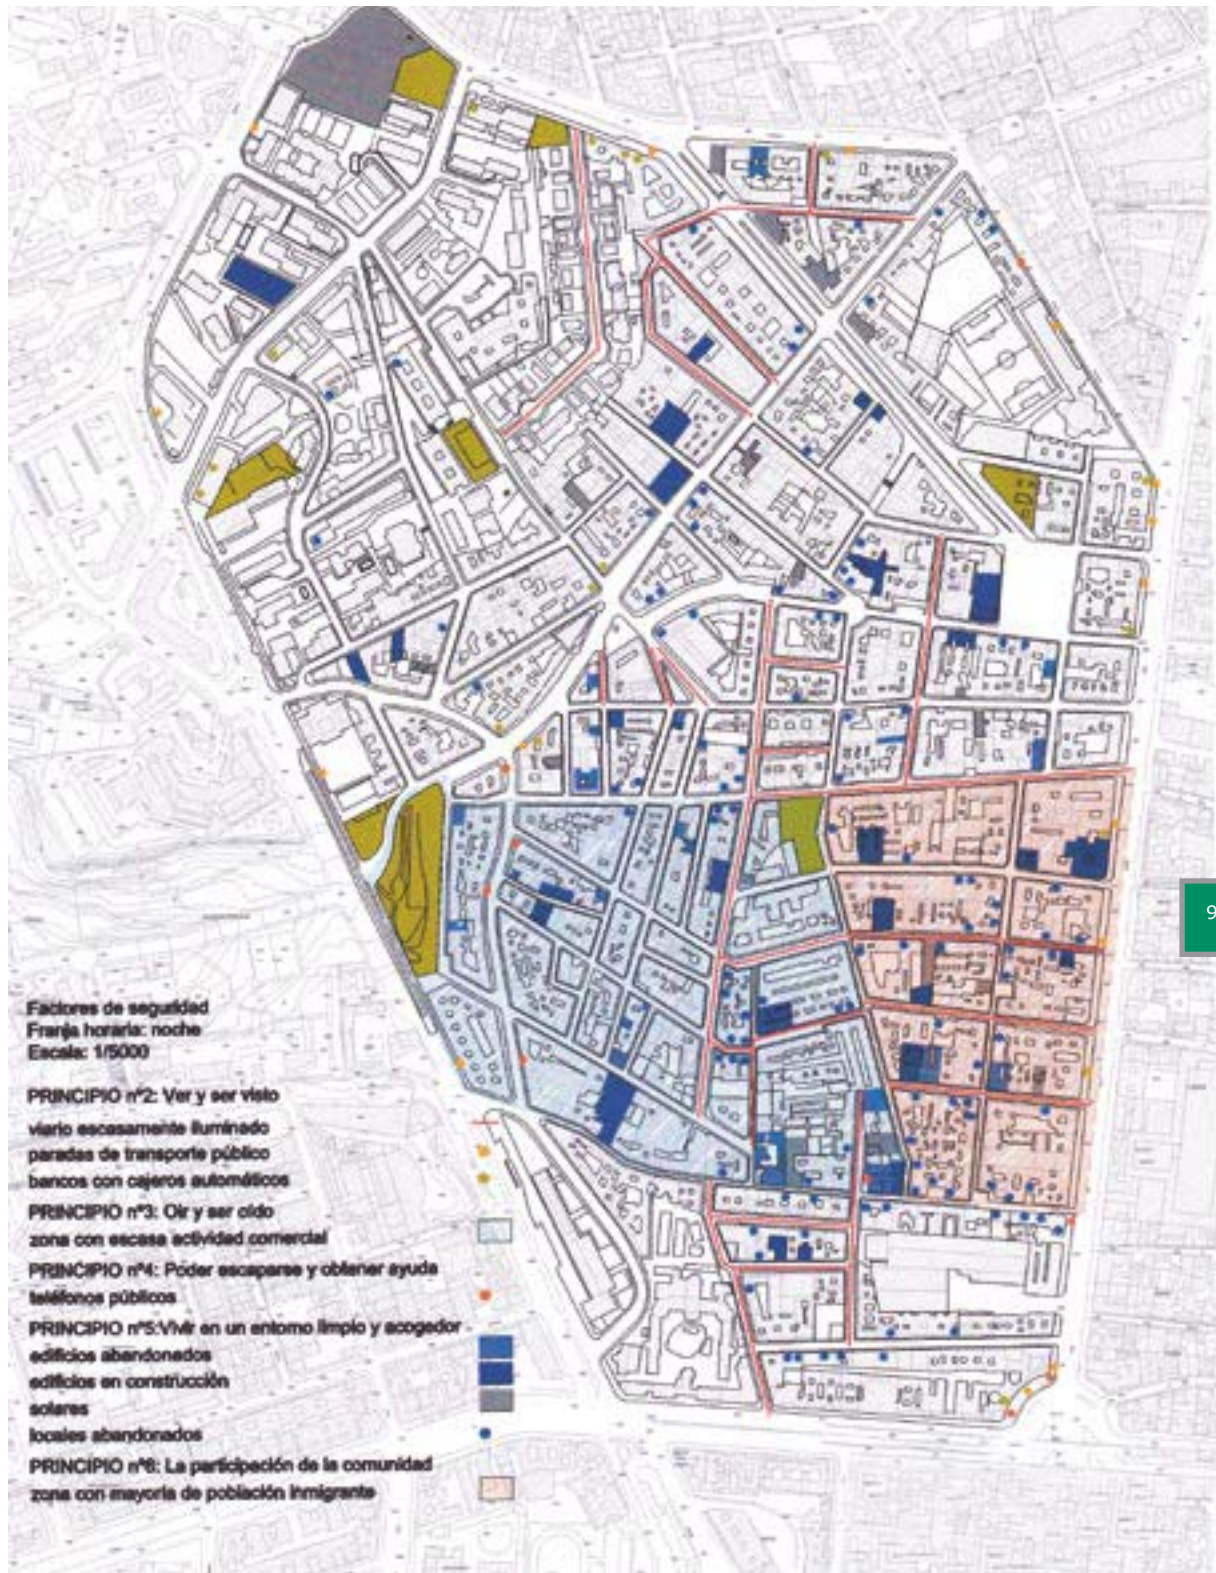 9
Factores de seguridad
Franja horaria: noche
Escala: 1/5000
PRINCIPIO nº2: Ver y ser visto
viario escasamente iluminado
paradas de transporte público
bancos con cajeros automáticos
PRINCIPIO nº3: Oir y ser oído
zona con escasa actividad comercial
PRINCIPIO nº4: Poder escaparse y obtener ayuda
teléfonos públicos
PRINCIPIO nº5:Vivir en un entorno limpio y acogedor
edificios abandonados
edificios en construcción
solares
locales abandonados
PRINCIPIO nº6: La participación de la comunidad
zona con mayoria de población inmigrante